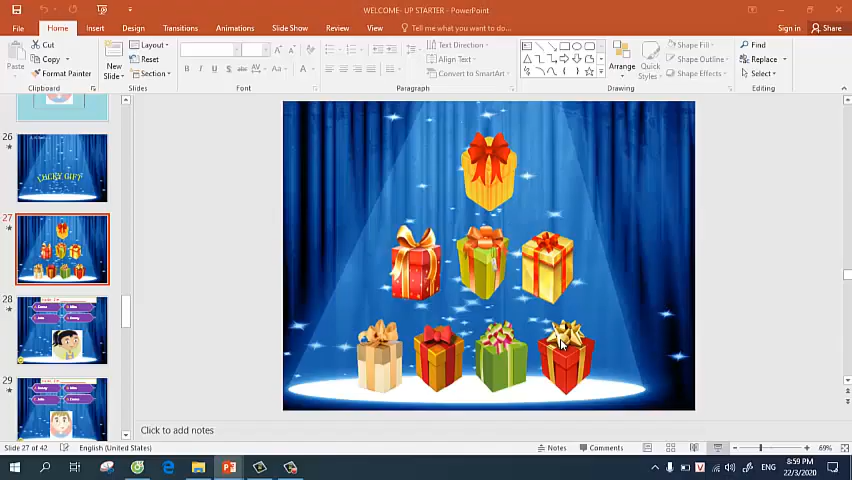 WELCOME- UP STARTER - PowerPoint
File Home Insert Design Transitions Animations Slide Show Review View Tell me what you want to do... Sign in Share
Cut
Copy
Format Painter
Paste
Clipboard
New Slide
Layout
Reset
Section
Slides
Font
Text Direction
Align Text
Convert to SmartArt
Paragraph
Arrange
Quick Styles
Shape Fill
Shape Outline
Shape Effects
Drawing
Find
Replace
Select
Editing
26
LUCKY GIFT
27
28
29
Click to add notes
Slide 27 of 42 English (United States) Notes Comments 69%
ENG
8:59 PM
22/3/2020